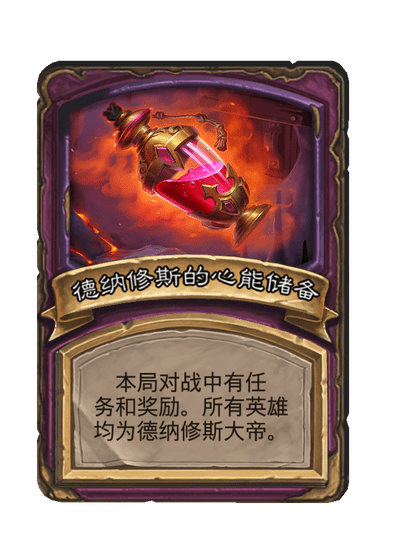 德纳修斯的心能储备
本局对战中有任
务和奖励。所有英雄
均为德纳修斯大帝。